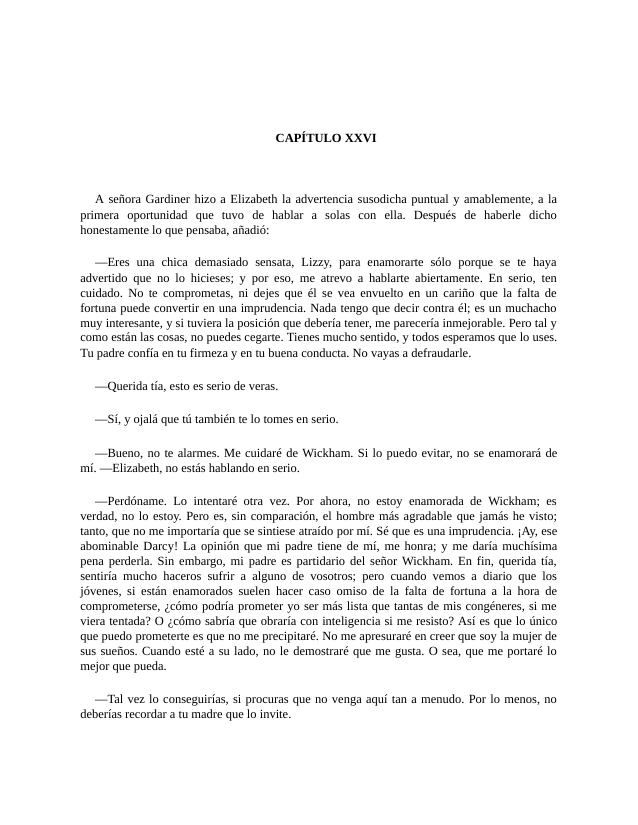 CAPÍTULO XXVI
A señora Gardiner hizo a Elizabeth la advertencia susodicha puntual y amablemente, a la
primera oportunidad que tuvo de hablar a solas con ella. Después de haberle dicho
honestamente lo que pensaba, añadió:
—Eres una chica demasiado sensata, Lizzy, para enamorarte sólo porque se te haya
advertido que no lo hicieses; y por eso, me atrevo a hablarte abiertamente. En serio, ten
cuidado. No te comprometas, ni dejes que él se vea envuelto en un cariño que la falta de
fortuna puede convertir en una imprudencia. Nada tengo que decir contra él; es un muchacho
muy interesante, y si tuviera la posición que debería tener, me parecería inmejorable. Pero tal y
como están las cosas, no puedes cegarte. Tienes mucho sentido, y todos esperamos que lo uses.
Tu padre confía en tu firmeza y en tu buena conducta. No vayas a defraudarle.
—Querida tía, esto es serio de veras.
—Sí, y ojalá que tú también te lo tomes en serio.
—Bueno, no te alarmes. Me cuidaré de Wickham. Si lo puedo evitar, no se enamorará de
mí. —Elizabeth, no estás hablando en serio.
—Perdóname. Lo intentaré otra vez. Por ahora, no estoy enamorada de Wickham; es
verdad, no lo estoy. Pero es, sin comparación, el hombre más agradable que jamás he visto;
tanto, que no me importaría que se sintiese atraído por mí. Sé que es una imprudencia. ¡Ay, ese
abominable Darcy! La opinión que mi padre tiene de mí, me honra; y me daría muchísima
pena perderla. Sin embargo, mi padre es partidario del señor Wickham. En fin, querida tía,
sentiría mucho haceros sufrir a alguno de vosotros; pero cuando vemos a diario que los
jóvenes, si están enamorados suelen hacer caso omiso de la falta de fortuna a la hora de
comprometerse, ¿cómo podría prometer yo ser más lista que tantas de mis congéneres, si me
viera tentada? O ¿cómo sabría que obraría con inteligencia si me resisto? Así es que lo único
que puedo prometerte es que no me precipitaré. No me apresuraré en creer que soy la mujer de
sus sueños. Cuando esté a su lado, no le demostraré que me gusta. O sea, que me portaré lo
mejor que pueda.
—Tal vez lo conseguirías, si procuras que no venga aquí tan a menudo. Por lo menos, no
deberías recordar a tu madre que lo invite.